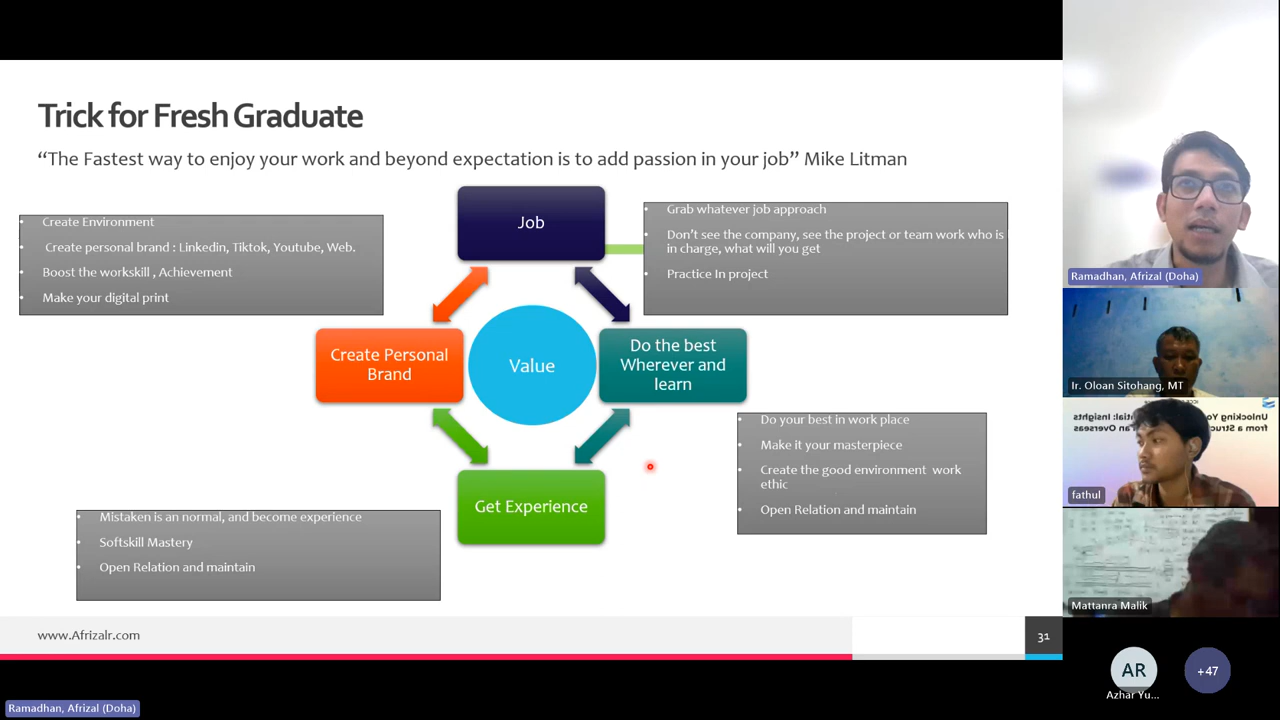 Trick for Fresh Graduate
“The Fastest way to enjoy your work and beyond expectation is to add passion in your job” Mike Litman
Create Environment
Create personal brand : Linkedin, Tiktok, Youtube, Web.
Boost the workskill , Achievement
Make your digital print
Job
Grab whatever job approach
Don’t see the company, see the project or team work who is
in charge, what will you get
Practice In project
Create Personal
Brand
Value
Do the best
Wherever and
learn
Do your best in work place
Make it your masterpiece
Create the good environment work
ethic
Open Relation and maintain
Get Experience
Mistaken is an normal, and become experience
Softskill Mastery
Open Relation and maintain
www.Afrizalr.com
31
Ramadhan, Afrizal (Doha)
Ramadhan, Afrizal (Doha)
Ir. Oloan Sitohang, MT
Unlocking
Insights
from a
Overseas
fathul
Mattanra Malik
AR
Azhar Yu...
+47